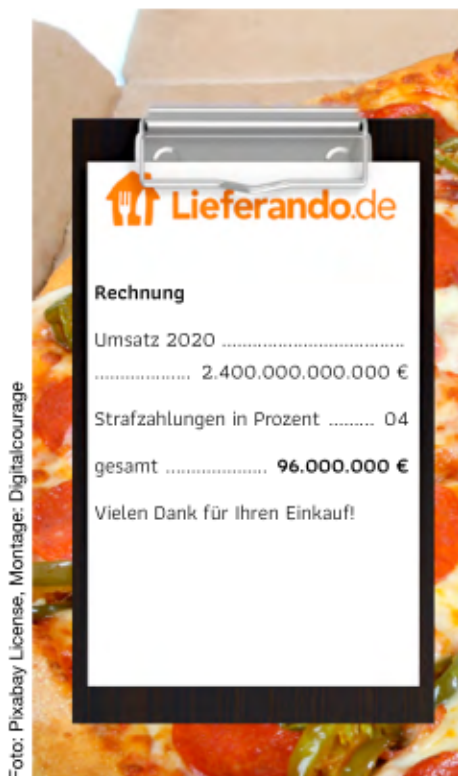 Lieferando.de
Rechnung
Umsatz 2020 ...................................
................... 2.400.000.000.000 €
Strafzahlungen in Prozent ......... 04
gesamt .................... 96.000.000 €
Vielen Dank für Ihren Einkauf!
Foto: Pixabay License, Montage: Digitalcourage